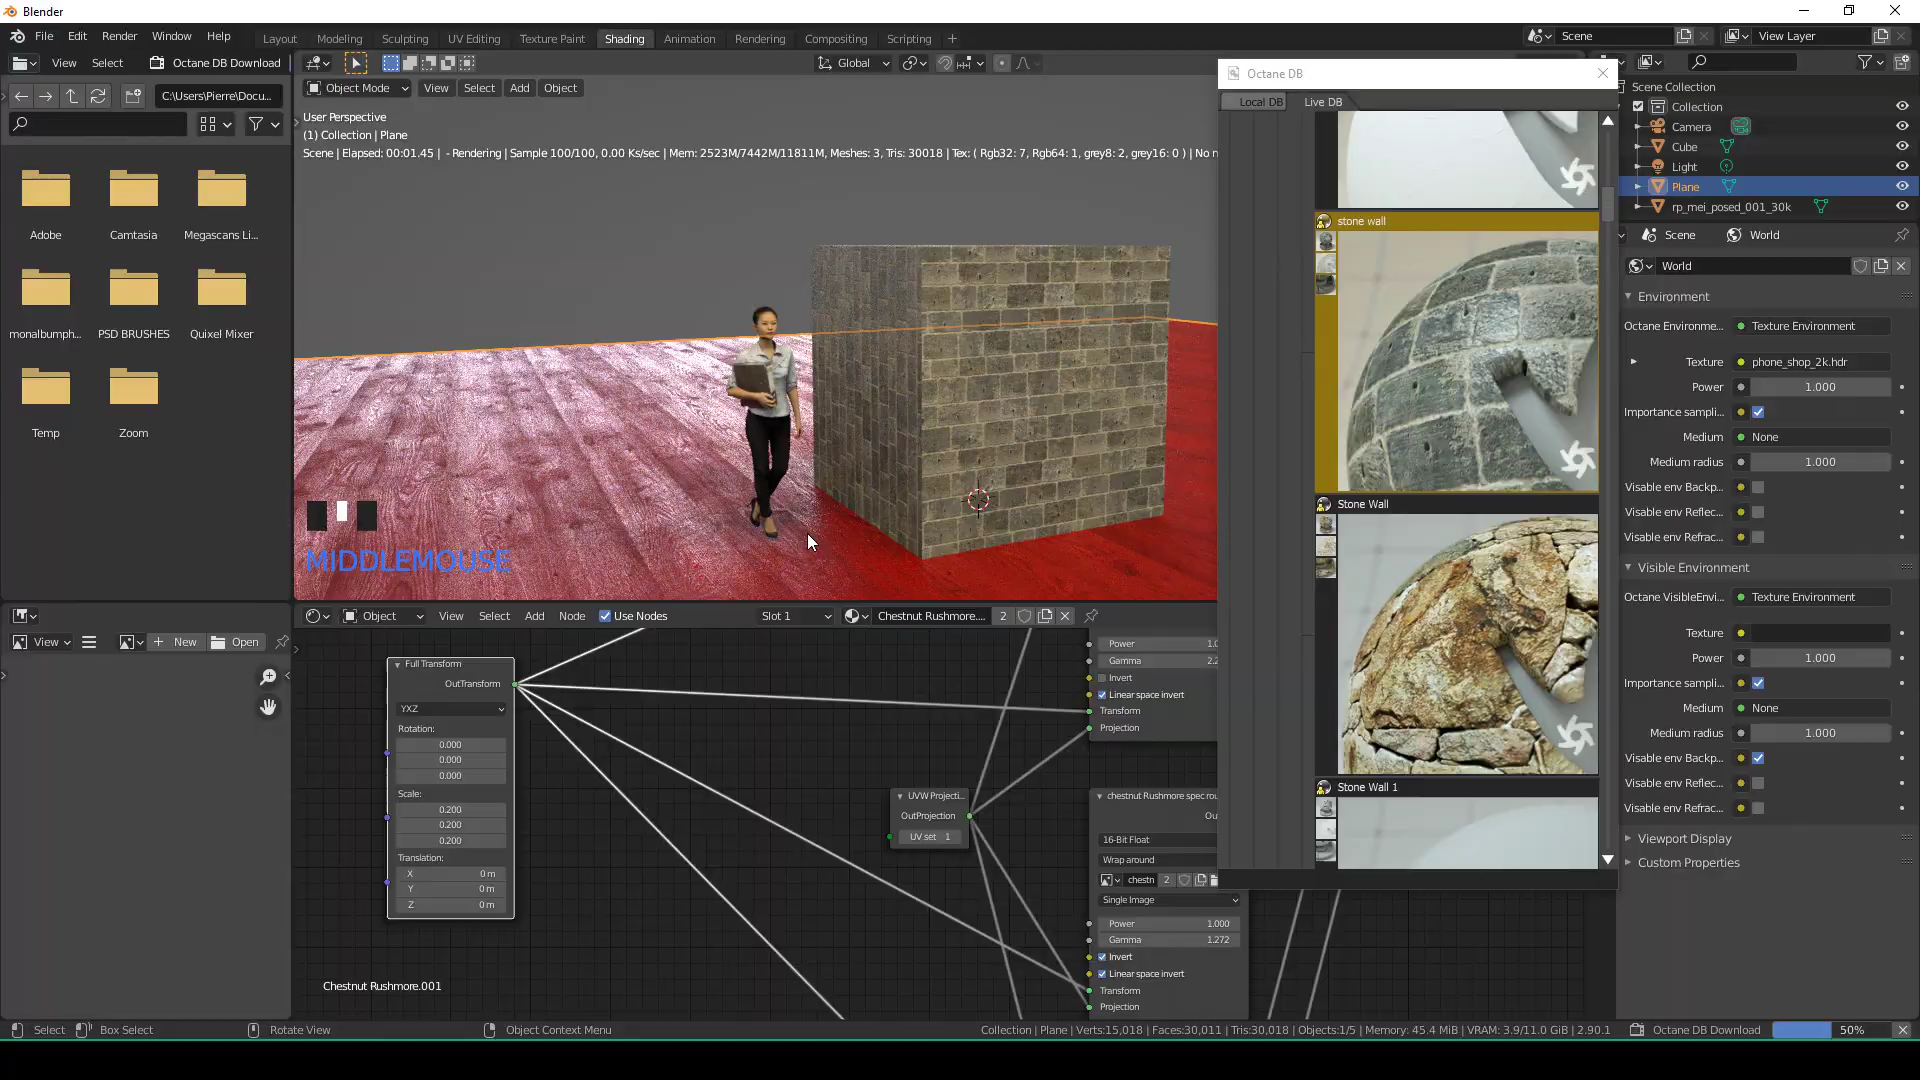 Blender
File Edit Render Window Help
Layout Modeling Sculpting UV Editing Texture Paint Shading Animation Rendering Compositing Scripting
Scene
View Layer
View Select Octane DB Download
Global
C:\Users\Pierre\Docu...
Object Mode View Select Add Object
User Perspective
(1) Collection | Plane
Scene | Elapsed: 00:01.45 | - Rendering | Sample 100/100, 0.00 Ks/sec | Mem: 2523M/7442M/11811M, Meshes: 3, Tris: 30018 | Tex: ( Rgb32: 7, Rgb64: 1, grey8: 2, grey16: 0 ) | No n
Adobe
Camtasia
Megascans Li...
monalbumph...
PSD BRUSHES
Quixel Mixer
Temp
Zoom
MIDDLEMOUSE
Octane DB
Local DB
Live DB
stone wall
Stone Wall
Stone Wall 1
Scene Collection
Collection
Camera
Cube
Light
Plane
rp_mei_posed_001_30k
Scene
World
World
Environment
Octane Environme...
Texture Environment
Texture
phone_shop_2k.hdr
Power
1.000
Importance sampli...
Medium
None
Medium radius
1.000
Visable env Backp...
Visable env Reflec...
Visable env Refrac...
Visible Environment
Octane VisibleEnvi...
Texture Environment
Texture
Power
1.000
Importance sampli...
Medium
None
Medium radius
1.000
Visable env Backp...
Visable env Reflec...
Visable env Refrac...
Viewport Display
Custom Properties
View
New
Open
Object View Select Add Node Use Nodes Slot 1 Chestnut Rushmore.... 2
Full Transform
OutTransform
YXZ
Rotation:
0.000
0.000
0.000
Scale:
0.200
0.200
0.200
Translation:
X 0 m
Y 0 m
Z 0 m
Chestnut Rushmore.001
UVW Projecti...
OutProjection
UV set 1
Power 1.0
Gamma 2.2
Invert
Linear space invert
Transform
Projection
chestnut Rushmore spec rou
Ou
16-Bit Float
Wrap around
chestn 2
Single Image
Power 1.000
Gamma 1.272
Invert
Linear space invert
Transform
Projection
Select
Box Select
Rotate View
Object Context Menu
Collection | Plane | Verts:15,018 | Faces:30,011 | Tris:30,018 | Objects:1/5 | Memory: 45.4 MiB | VRAM: 3.9/11.0 GiB | 2.90.1
Octane DB Download
50%